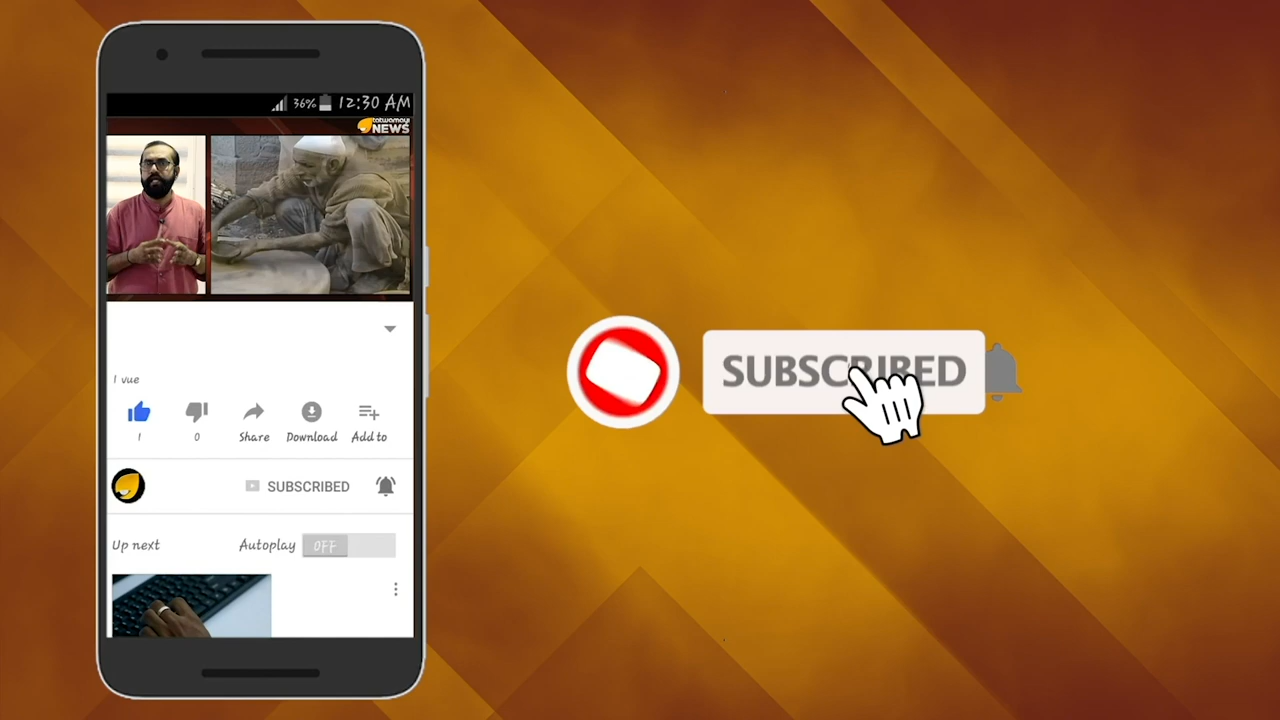 36% 12:30 AM
tatwamayi
NEWS
1 vue
1
0
Share
Download
Add to
SUBSCRIBED
Up next
Autoplay
OFF
SUBSCRIBED